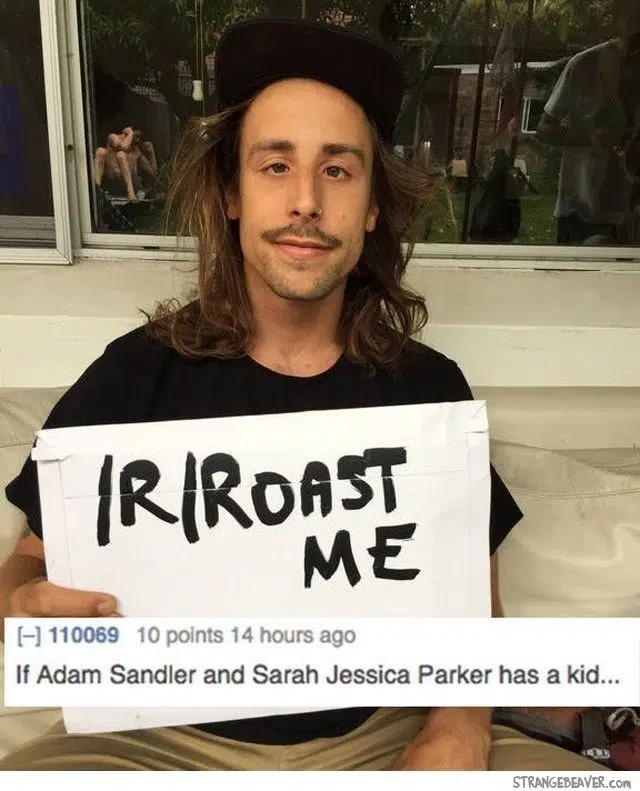 /R/ROAST
ME
[-] 110069 10 points 14 hours ago
If Adam Sandler and Sarah Jessica Parker has a kid...
STRANGEBEAVER.com